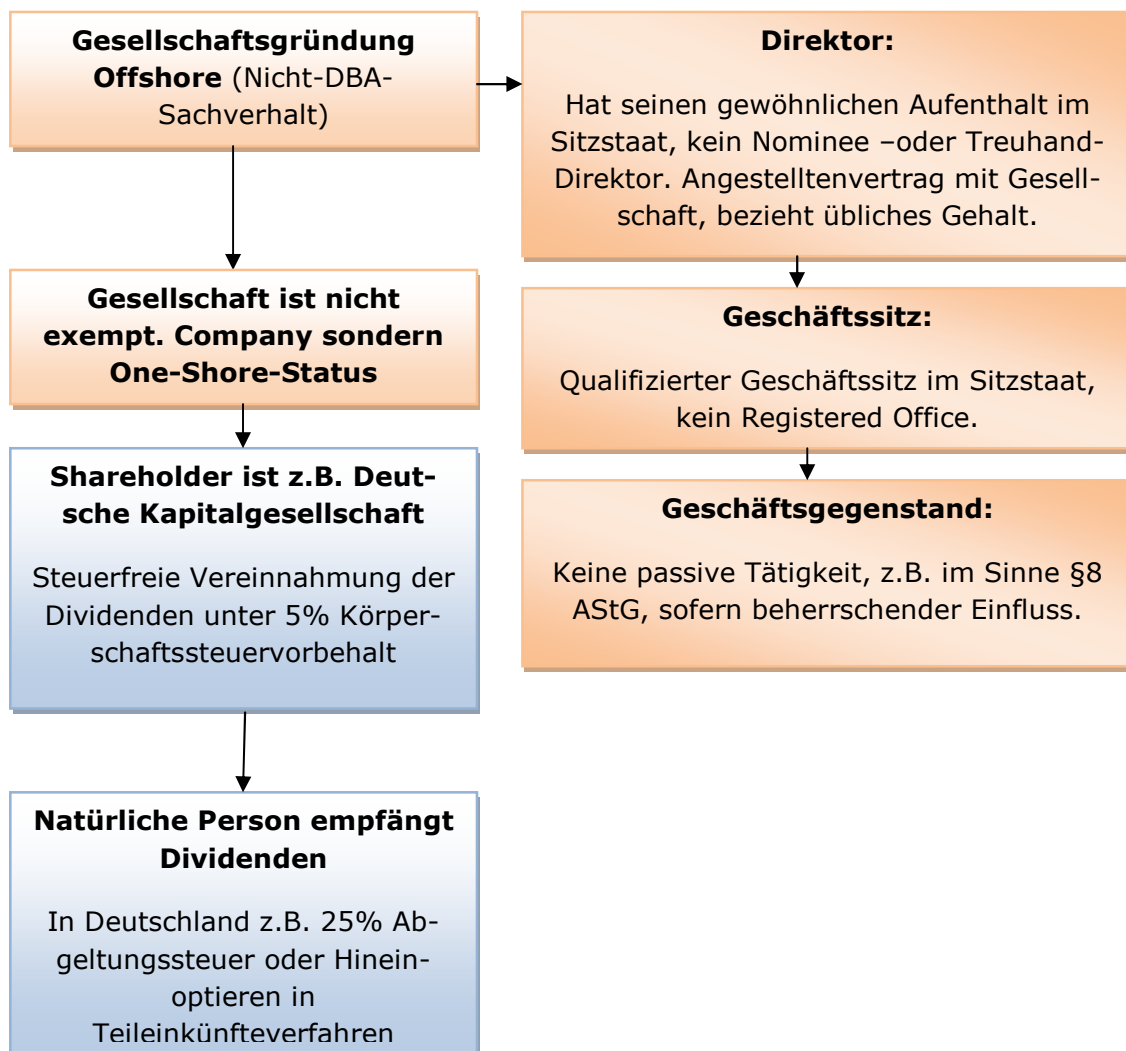 Gesellschaftsgründung
Offshore (Nicht-DBA-
Sachverhalt)
Direktor:
Hat seinen gewöhnlichen Aufenthalt im
Sitzstaat, kein Nominee –oder Treuhand-
Direktor. Angestelltenvertrag mit Gesell-
schaft, bezieht übliches Gehalt.
Gesellschaft ist nicht
exempt. Company sondern
One-Shore-Status
Geschäftssitz:
Qualifizierter Geschäftssitz im Sitzstaat,
kein Registered Office.
Shareholder ist z.B. Deut-
sche Kapitalgesellschaft
Steuerfreie Vereinnahmung der
Dividenden unter 5% Körper-
schaftssteuervorbehalt
Geschäftsgegenstand:
Keine passive Tätigkeit, z.B. im Sinne §8
AStG, sofern beherrschender Einfluss.
Natürliche Person empfängt
Dividenden
In Deutschland z.B. 25% Ab-
geltungssteuer oder Hinein-
optieren in
Teileinkünfteverfahren